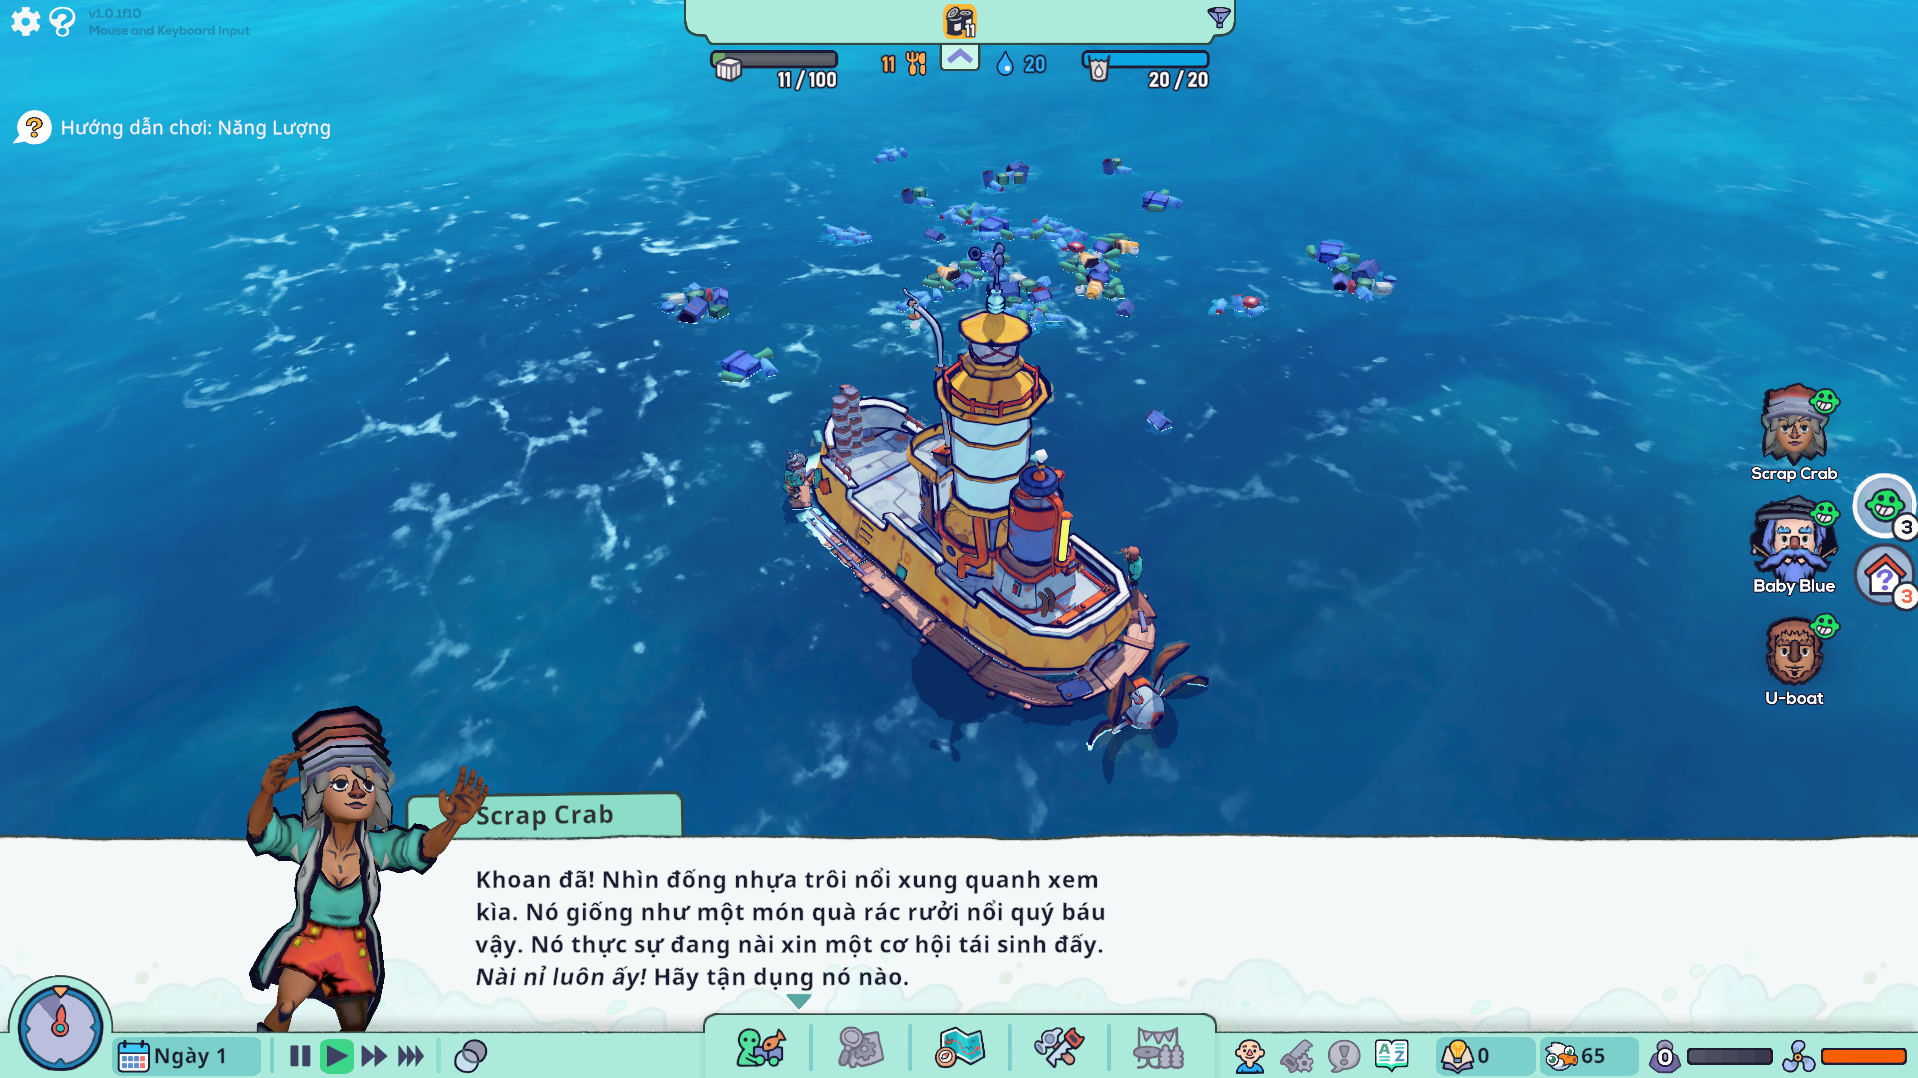 v1.0.1f10
Mouse and Keyboard Input
11
11/100
11
20
20/20
Hướng dẫn chơi: Năng Lượng
Scrap Crab
3
Baby Blue
3
U-boat
Scrap Crab
Khoan đã! Nhìn đống nhựa trôi nổi xung quanh xem
kìa. Nó giống như một món quà rác rưởi nổi quý báu
vậy. Nó thực sự đang nài xin một cơ hội tái sinh đấy.
Nài nỉ luôn ấy! Hãy tận dụng nó nào.
Ngày 1
A Z
0
65
0